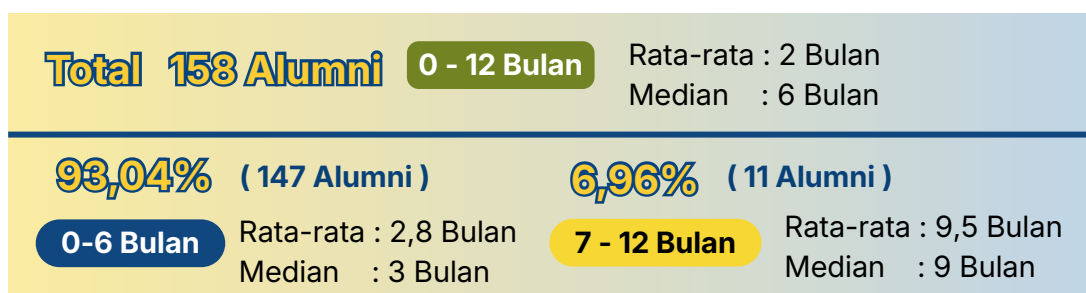 Total 158 Alumni 0 - 12 Bulan
Rata-rata : 2 Bulan
Median : 6 Bulan
93,04% ( 147 Alumni )
0-6 Bulan
Rata-rata : 2,8 Bulan
Median : 3 Bulan
6,96% ( 11 Alumni )
7 - 12 Bulan
Rata-rata : 9,5 Bulan
Median : 9 Bulan